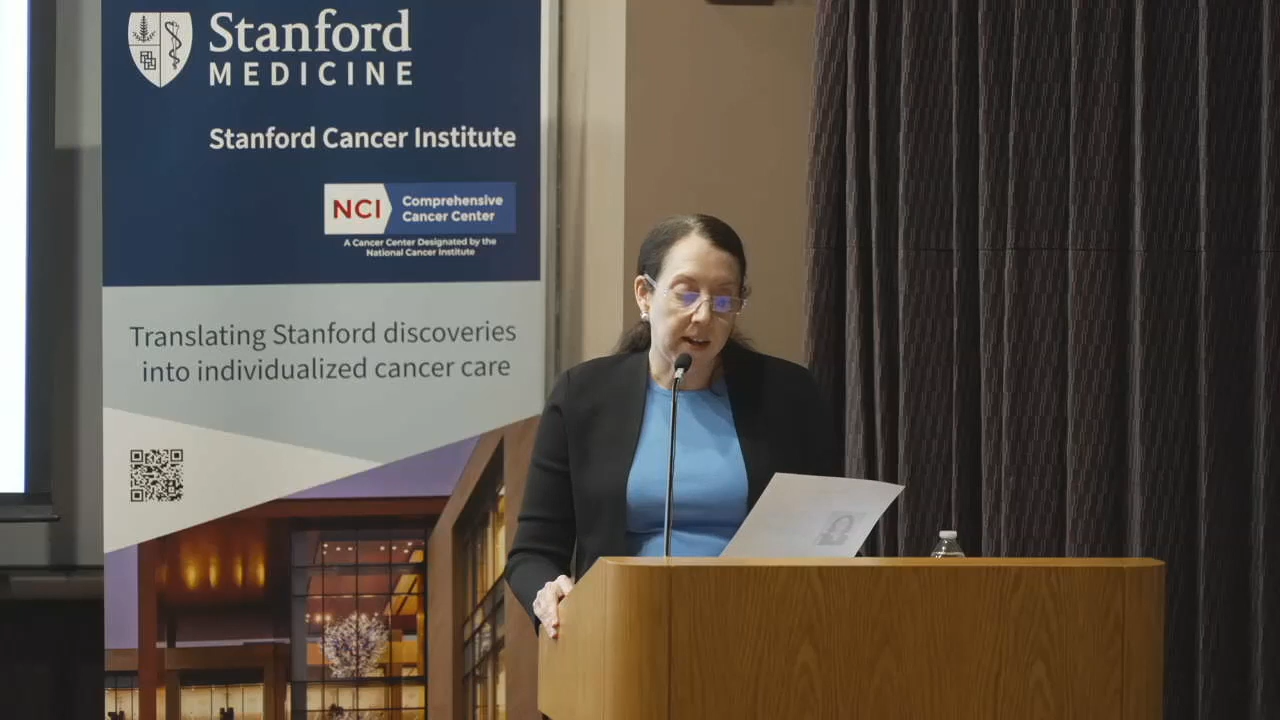 Stanford
MEDICINE
Stanford Cancer Institute
NCI
Comprehensive
Cancer Center
A Cancer Center Designated by the
National Cancer Institute
Translating Stanford discoveries
into individualized cancer care